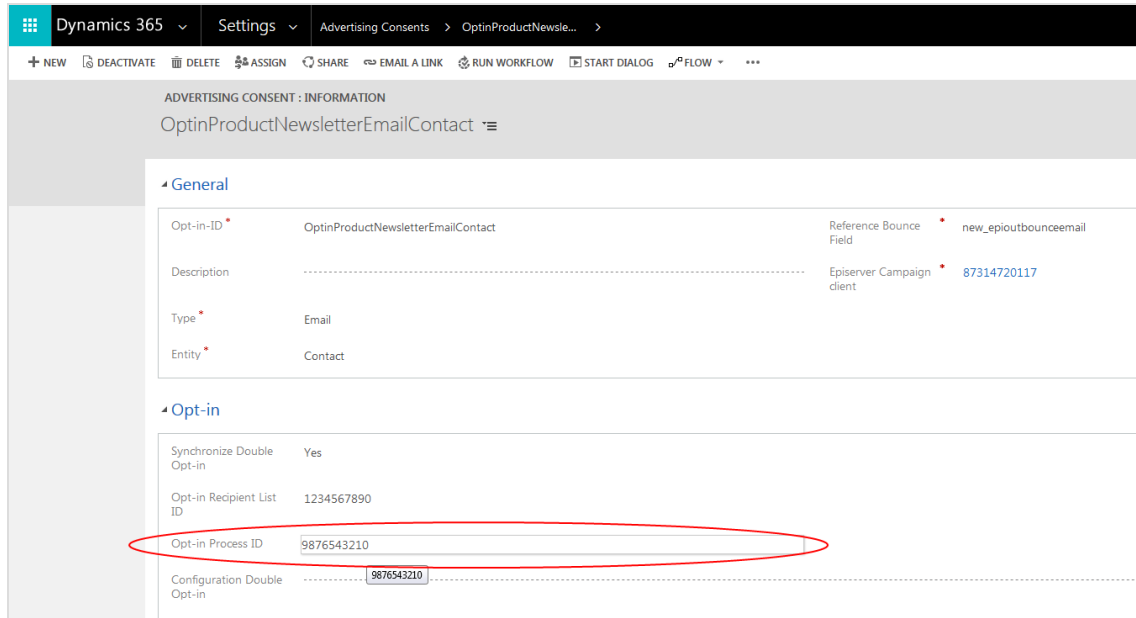 Dynamics 365 Settings Advertising Consents > OptinProductNewsle... >
+ NEW DEACTIVATE DELETE ASSIGN SHARE EMAIL A LINK RUN WORKFLOW START DIALOG FLOW ...
ADVERTISING CONSENT : INFORMATION
OptinProductNewsletterEmailContact
General
Opt-in-ID * OptinProductNewsletterEmailContact
Reference Bounce * new_epioutbounceemail
Field
Description
Episerver Campaign * 87314720117
client
Type * Email
Entity * Contact
Opt-in
Synchronize Double Yes
Opt-in
Opt-in Recipient List 1234567890
ID
Opt-in Process ID 9876543210
9876543210
Configuration Double
Opt-in